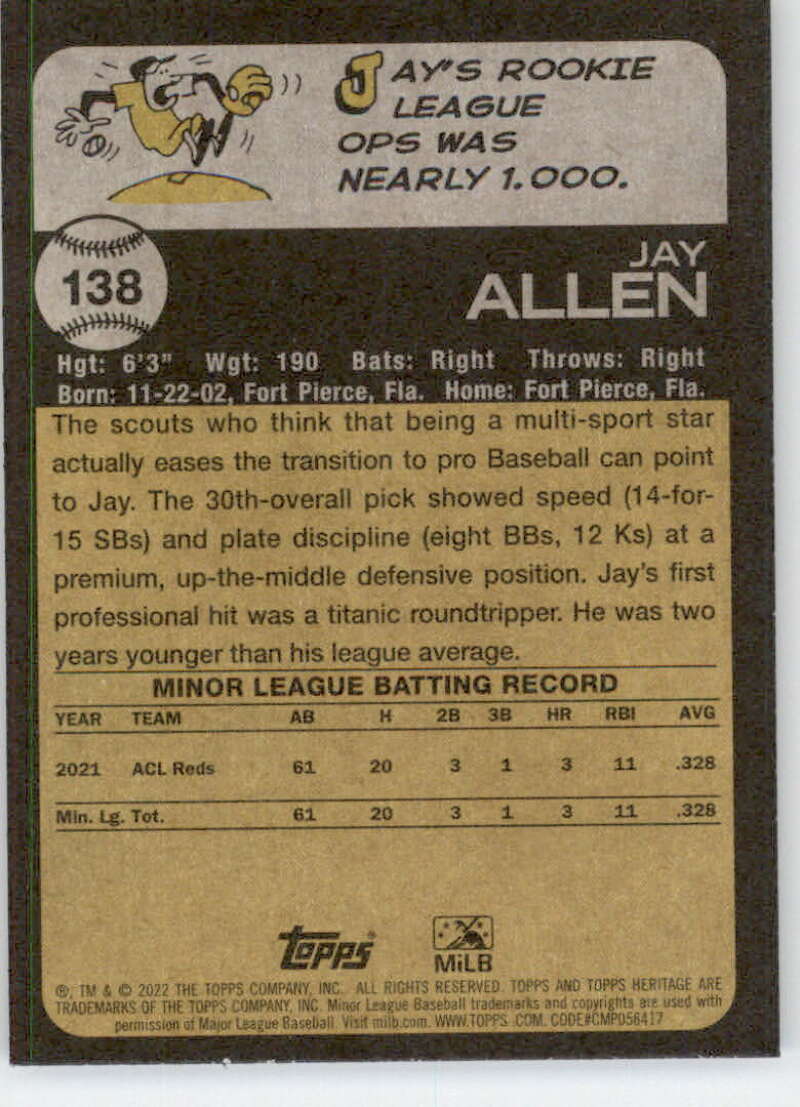 JAY'S ROOKIE
LEAGUE
OPS WAS
NEARLY 1.000.
138
JAY
ALLEN
Hgt: 6'3" Wgt: 190 Bats: Right Throws: Right
Born: 11-22-02, Fort Pierce, Fla. Home: Fort Pierce, Fla.
The scouts who think that being a multi-sport star
actually eases the transition to pro Baseball can point
to Jay. The 30th-overall pick showed speed (14-for-
15 SBs) and plate discipline (eight BBs, 12 Ks) at a
premium, up-the-middle defensive position. Jay's first
professional hit was a titanic roundtripper. He was two
years younger than his league average.
MINOR LEAGUE BATTING RECORD
YEAR TEAM AB H 2B 3B HR RBI AVG
2021 ACL Reds 61 20 3 1 3 11 .328
Min. Lg. Tot. 61 20 3 1 3 11 .328
topps®
MiLB
®, TM & © 2022 THE TOPPS COMPANY, INC. ALL RIGHTS RESERVED. TOPPS AND TOPPS HERITAGE ARE
TRADEMARKS OF THE TOPPS COMPANY, INC. Minor League Baseball trademarks and copyrights are used with
permission of Major League Baseball. Visit milb.com. WWW.TOPPS.COM. CODE#CMP056417